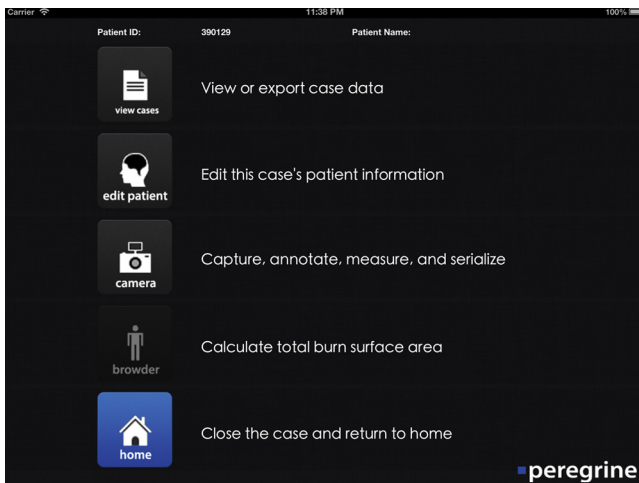 Carrier 11:38 PM 100%
Patient ID: 390129 Patient Name:
view cases
View or export case data
edit patient
Edit this case's patient information
camera
Capture, annotate, measure, and serialize
browder
Calculate total burn surface area
home
Close the case and return to home
peregrine